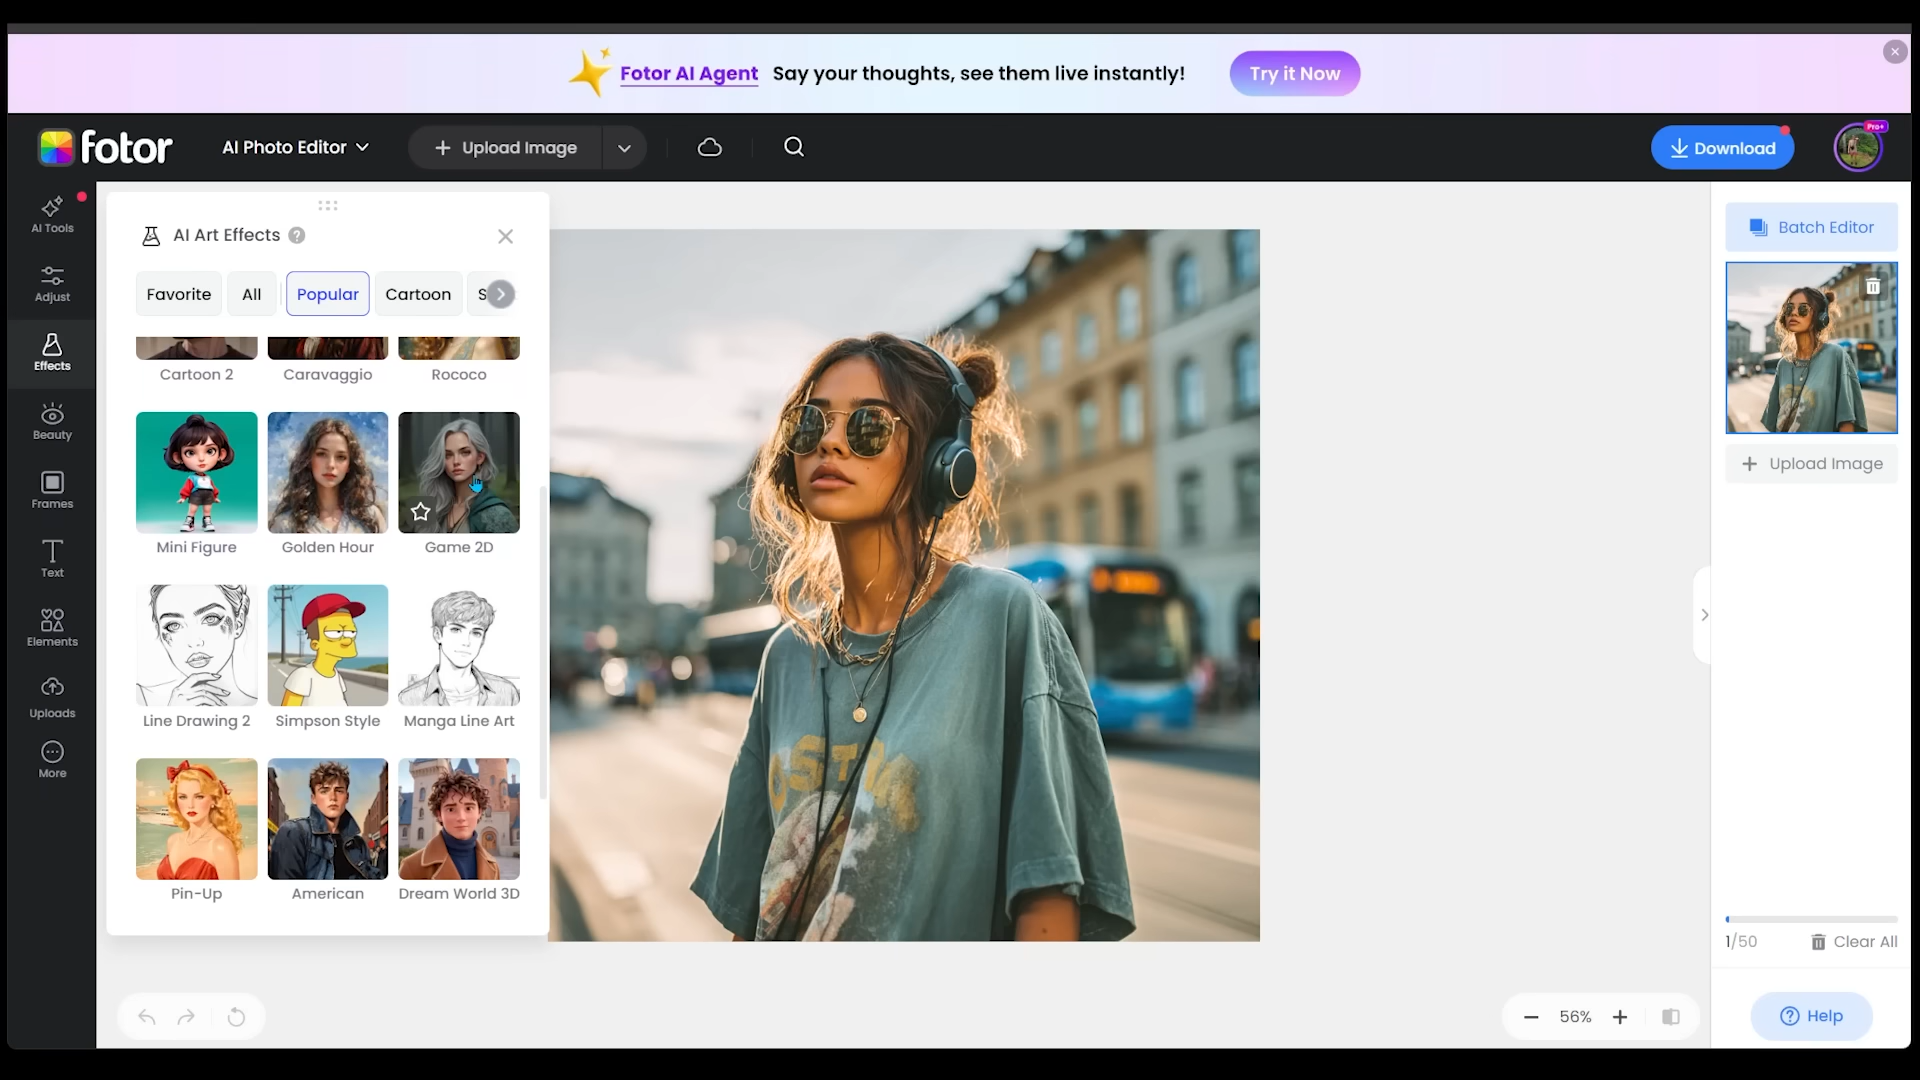 Fotor AI Agent Say your thoughts, see them live instantly! Try it Now
fotor AI Photo Editor Upload Image Download Pro+
AI Tools
Adjust
Effects
Beauty
Frames
Text
Elements
Uploads
More
AI Art Effects ?
Favorite All Popular Cartoon S
Cartoon 2 Caravaggio Rococo
Mini Figure Golden Hour Game 2D
Line Drawing 2 Simpson Style Manga Line Art
Pin-Up American Dream World 3D
56%
Batch Editor
Upload Image
1/50 Clear All
Help